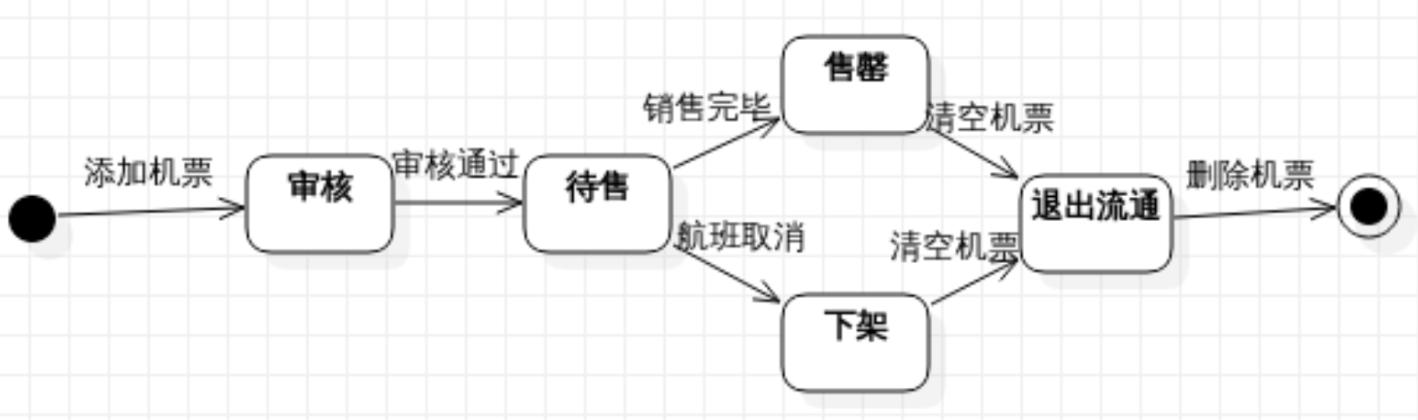 添加机票
审核
审核通过
待售
销售完毕
售罄
清空机票
航班取消
下架
清空机票
退出流通
删除机票